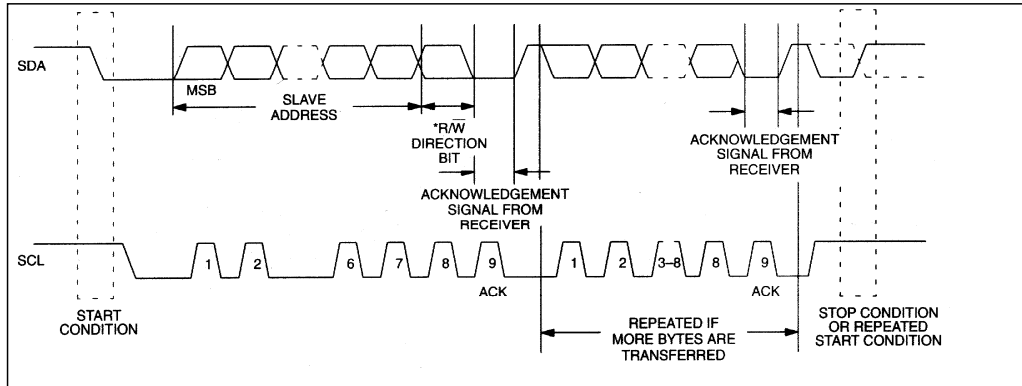 SDA
MSB
SLAVE
ADDRESS
*R/W̅
DIRECTION
BIT
ACKNOWLEDGEMENT
SIGNAL FROM
RECEIVER
ACKNOWLEDGEMENT
SIGNAL FROM
RECEIVER
SCL
1 2 6 7 8 9 1 2 3–8 8 9
ACK ACK
START
CONDITION
REPEATED IF
MORE BYTES ARE
TRANSFERRED
STOP CONDITION
OR REPEATED
START CONDITION